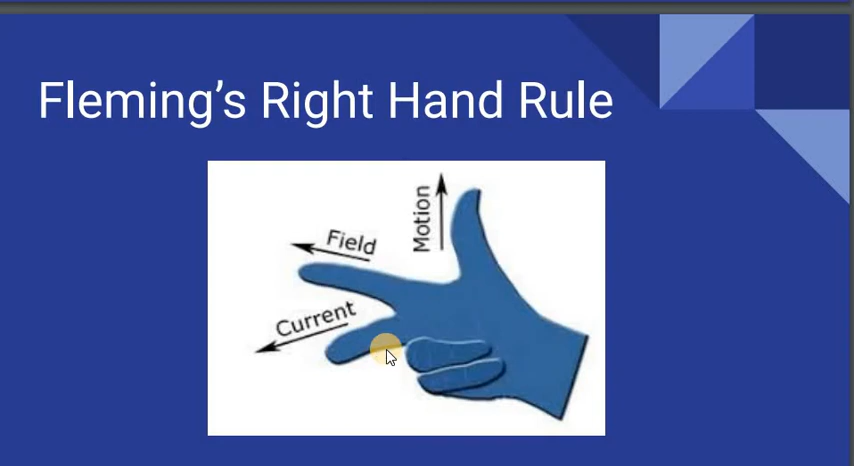 Fleming’s Right Hand Rule
Motion
Field
Current